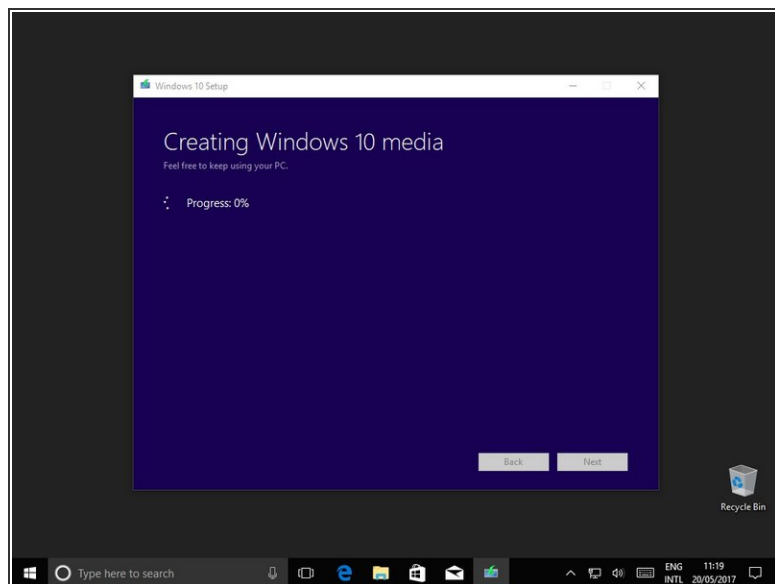 Windows 10 Setup
Creating Windows 10 media
Feel free to keep using your PC.
Progress: 0%
Back Next
Recycle Bin
Type here to search
ENG 11:19
INTL 20/05/2017